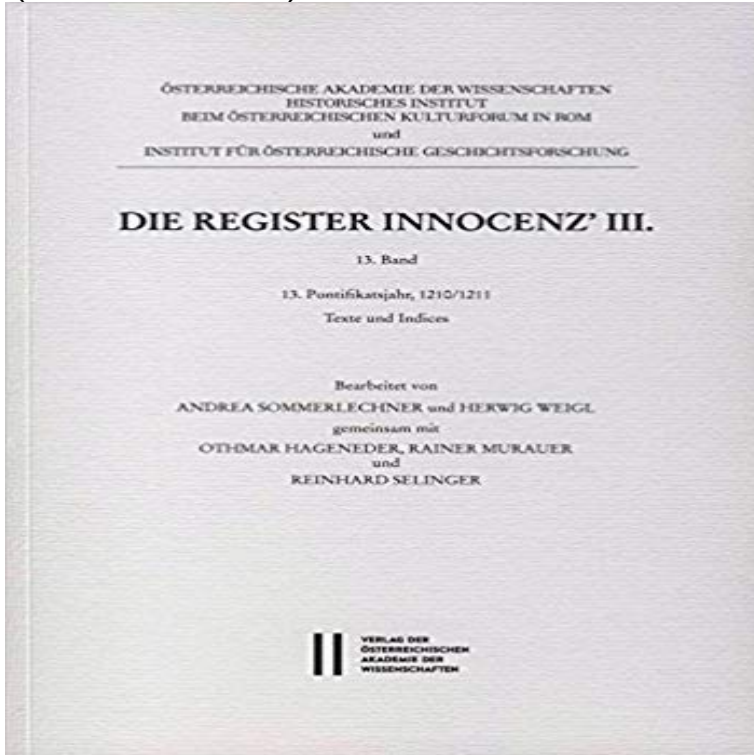 ÖSTERREICHISCHE AKADEMIE DER WISSENSCHAFTEN
HISTORISCHES INSTITUT
BEIM ÖSTERREICHISCHEN KULTURFORUM IN ROM
und
INSTITUT FÜR ÖSTERREICHISCHE GESCHICHTSFORSCHUNG
DIE REGISTER INNOCENZ’ III.
13. Band
13. Pontifikatsjahr, 1210/1211
Texte und Indices
Bearbeitet von
ANDREA SOMMERLECHNER und HERWIG WEIGL
gemeinsam mit
OTHMAR HAGENEDER, RAINER MURAUER
und
REINHARD SELINGER
VERLAG DER
ÖSTERREICHISCHEN
AKADEMIE DER
WISSENSCHAFTEN